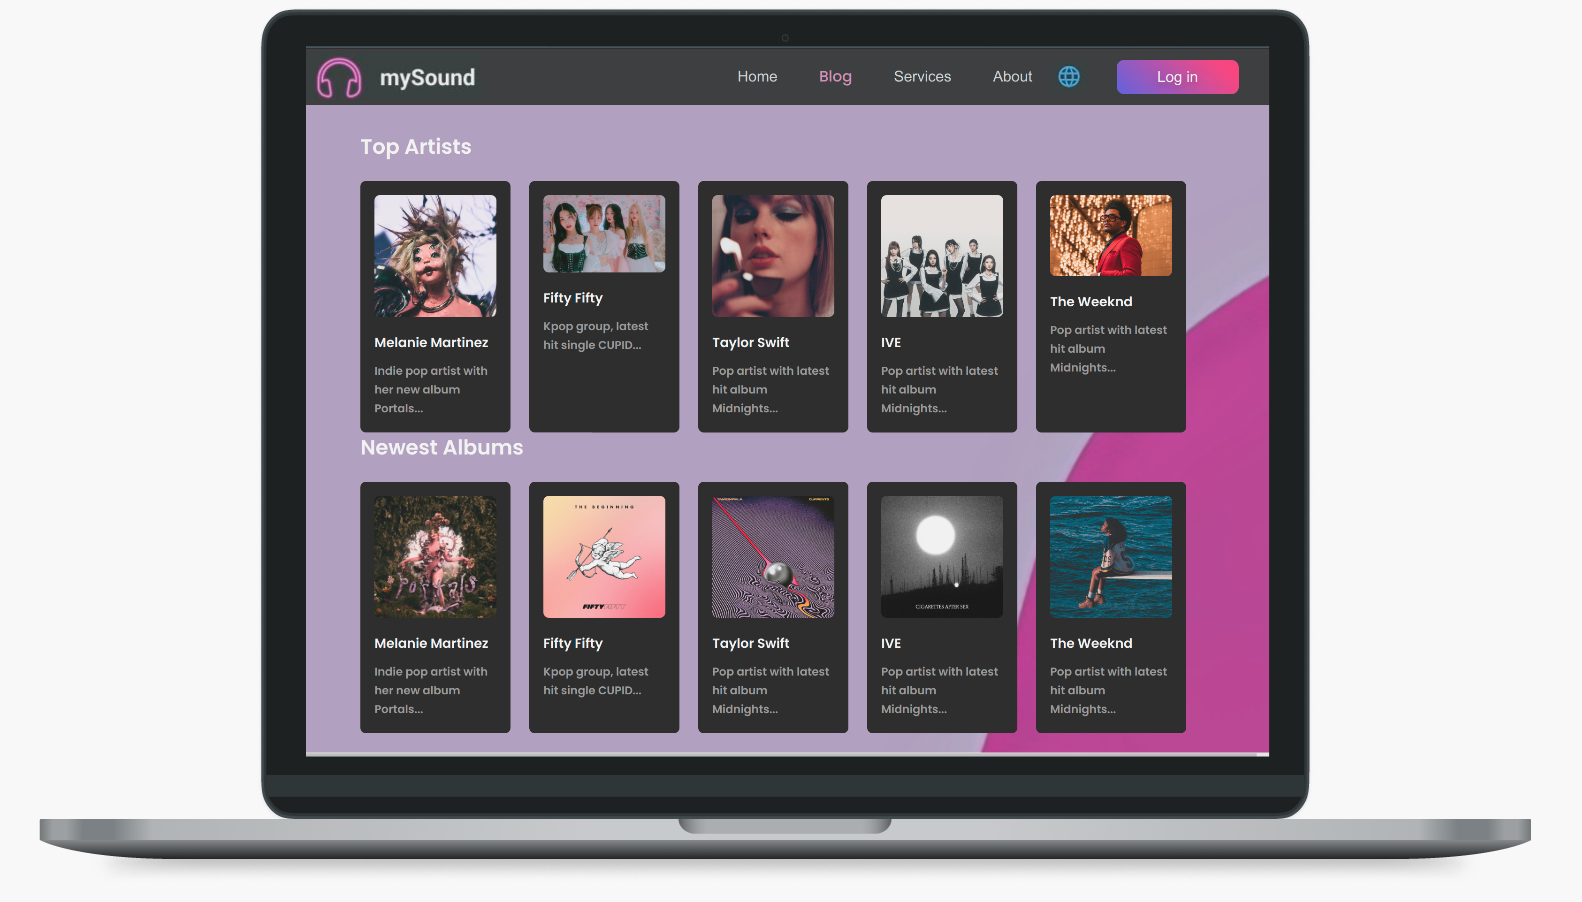 mySound
Home Blog Services About Log in
Top Artists
Melanie Martinez
Indie pop artist with
her new album
Portals...
Fifty Fifty
Kpop group, latest
hit single CUPID...
Taylor Swift
Pop artist with latest
hit album
Midnights...
IVE
Pop artist with latest
hit album
Midnights...
The Weeknd
Pop artist with latest
hit album
Midnights...
Newest Albums
Portals
Melanie Martinez
Indie pop artist with
her new album
Portals...
THE BEGINNING
FIFTYFIFTY
Fifty Fifty
Kpop group, latest
hit single CUPID...
CURRENTS
Taylor Swift
Pop artist with latest
hit album
Midnights...
CIGARETTES AFTER SEX
IVE
Pop artist with latest
hit album
Midnights...
The Weeknd
Pop artist with latest
hit album
Midnights...